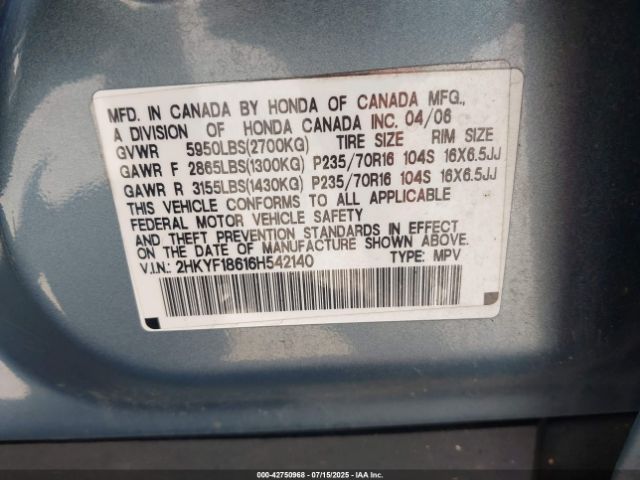 MFD. IN CANADA BY HONDA OF CANADA MFG.,
A DIVISION OF HONDA CANADA INC. 04/06
GVWR 5950LBS(2700KG) TIRE SIZE RIM SIZE
GAWR F 2865LBS(1300KG) P235/70R16 104S 16X6.5JJ
GAWR R 3155LBS(1430KG) P235/70R16 104S 16X6.5JJ
THIS VEHICLE CONFORMS TO ALL APPLICABLE
FEDERAL MOTOR VEHICLE SAFETY
AND THEFT PREVENTION STANDARDS IN EFFECT
ON THE DATE OF MANUFACTURE SHOWN ABOVE.
V.I.N.: 2HKYF18616H542140 TYPE: MPV
000-42750968 - 07/15/2025 - IAA Inc.